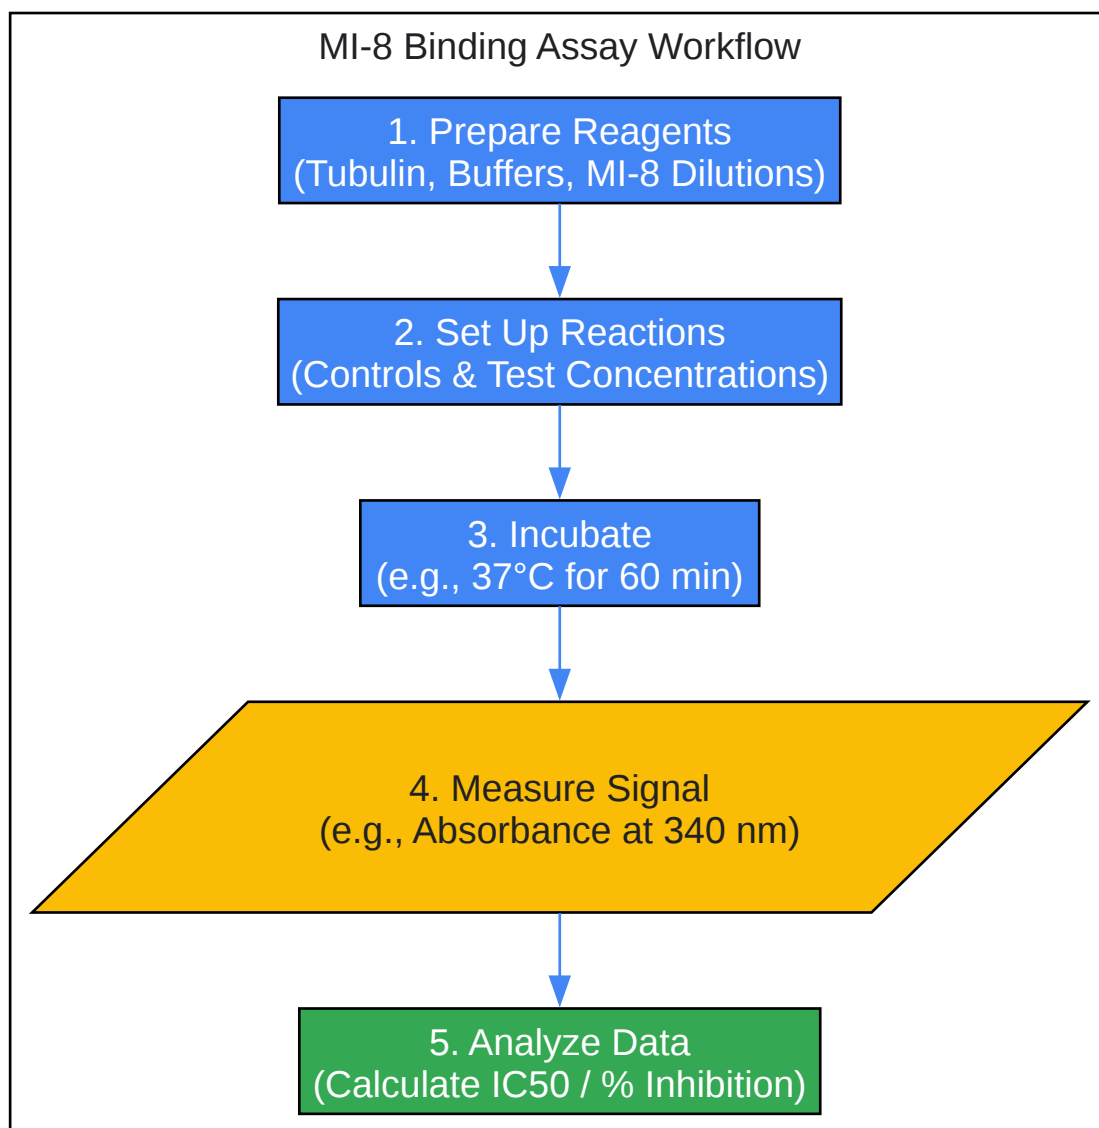 MI-8 Binding Assay Workflow
1. Prepare Reagents
(Tubulin, Buffers, MI-8 Dilutions)
2. Set Up Reactions
(Controls & Test Concentrations)
3. Incubate
(e.g., 37°C for 60 min)
4. Measure Signal
(e.g., Absorbance at 340 nm)
5. Analyze Data
(Calculate IC50 / % Inhibition)